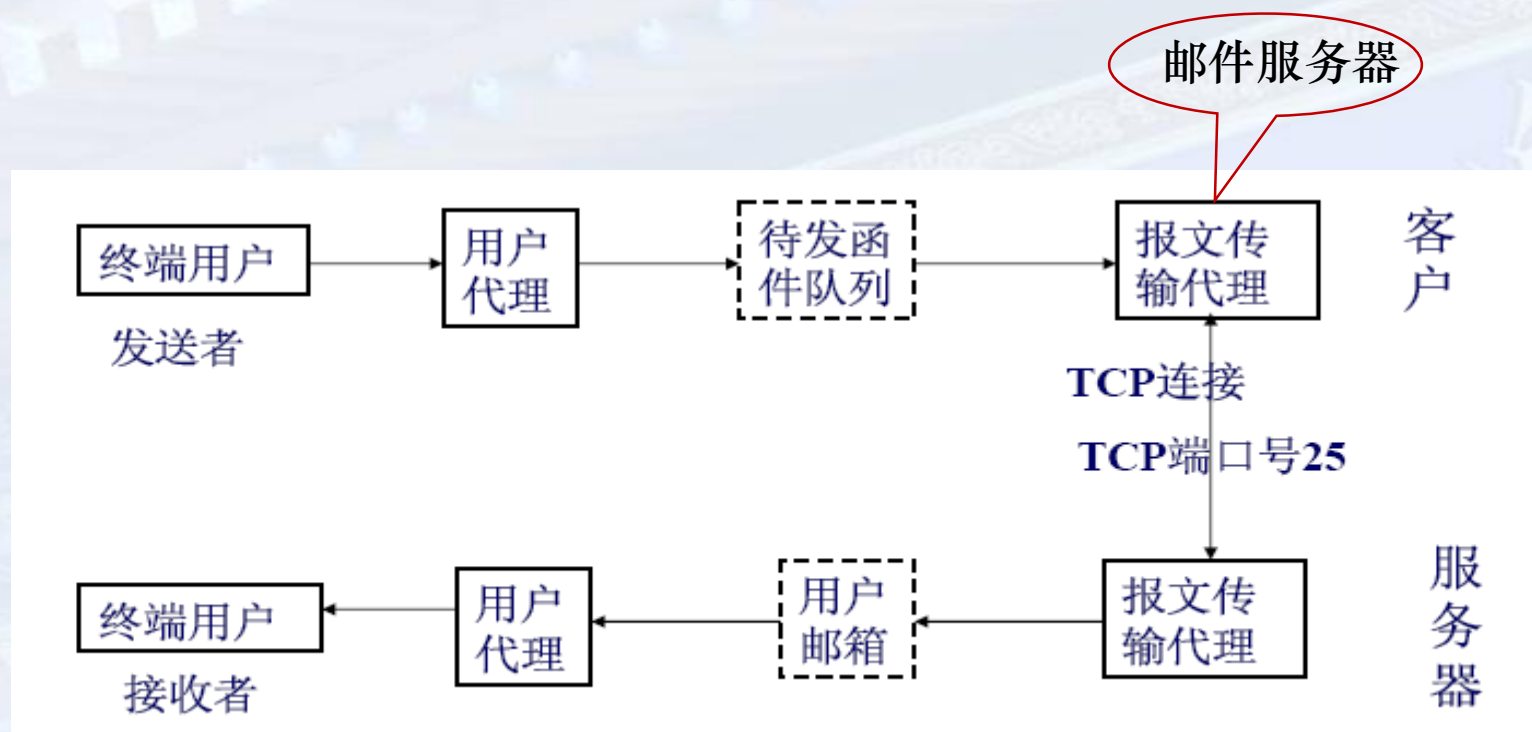 邮件服务器
终端用户
用户
代理
待发函
件队列
报文传
输代理
客
户
发送者
TCP连接
TCP端口号25
终端用户
用户
代理
用户
邮箱
报文传
输代理
服
务
器
接收者